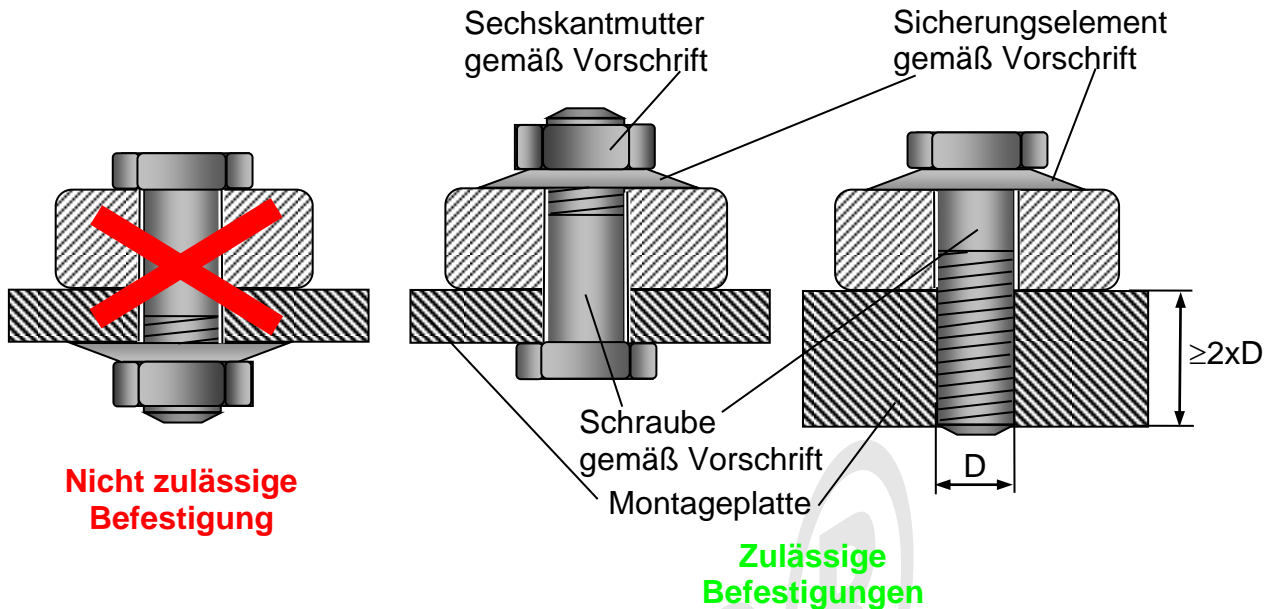 Sechskantmutter
gemäß Vorschrift
Sicherungselement
gemäß Vorschrift
≥2xD
Schraube
gemäß Vorschrift
D
Montageplatte
Nicht zulässige
Befestigung
Zulässige
Befestigungen